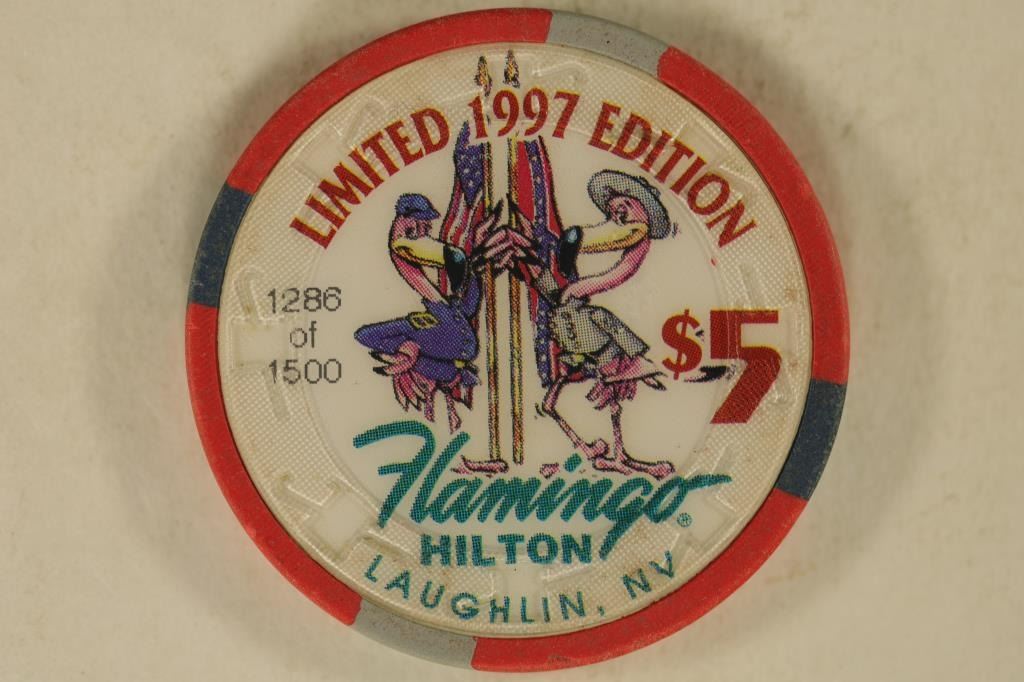 LIMITED 1997 EDITION
1286
of
1500
$5
Flamingo®
HILTON
LAUGHLIN, NV